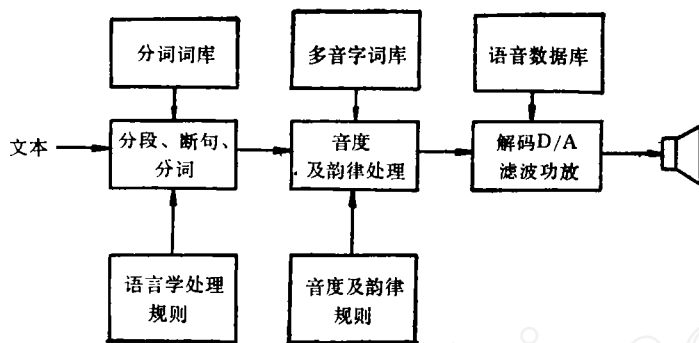 分词词库
多音字词库
语音数据库
文本
分段、断句、
分词
音度
及韵律处理
解码D/A
滤波功放
语言学处理
规则
音度及韵律
规则